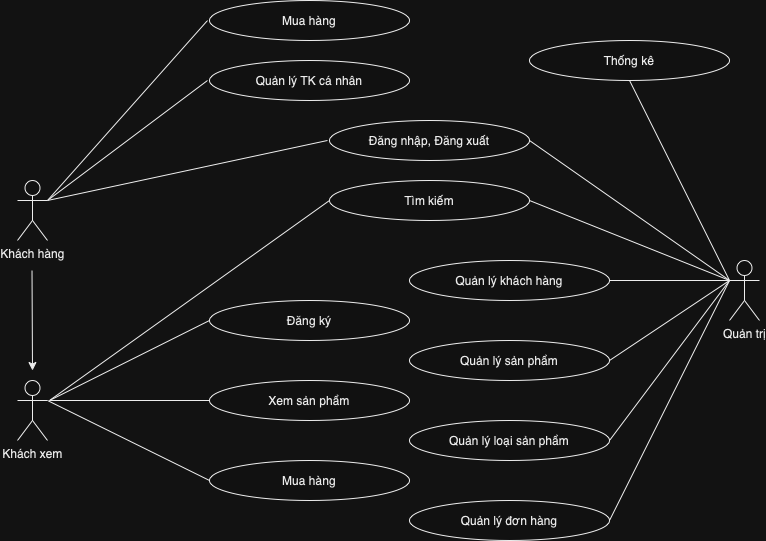 Mua hàng
Thống kê
Quản lý TK cá nhân
Đăng nhập, Đăng xuất
Tìm kiếm
Khách hàng
Quản lý khách hàng
Đăng ký
Quản trị
Quản lý sản phẩm
Xem sản phẩm
Quản lý loại sản phẩm
Khách xem
Mua hàng
Quản lý đơn hàng